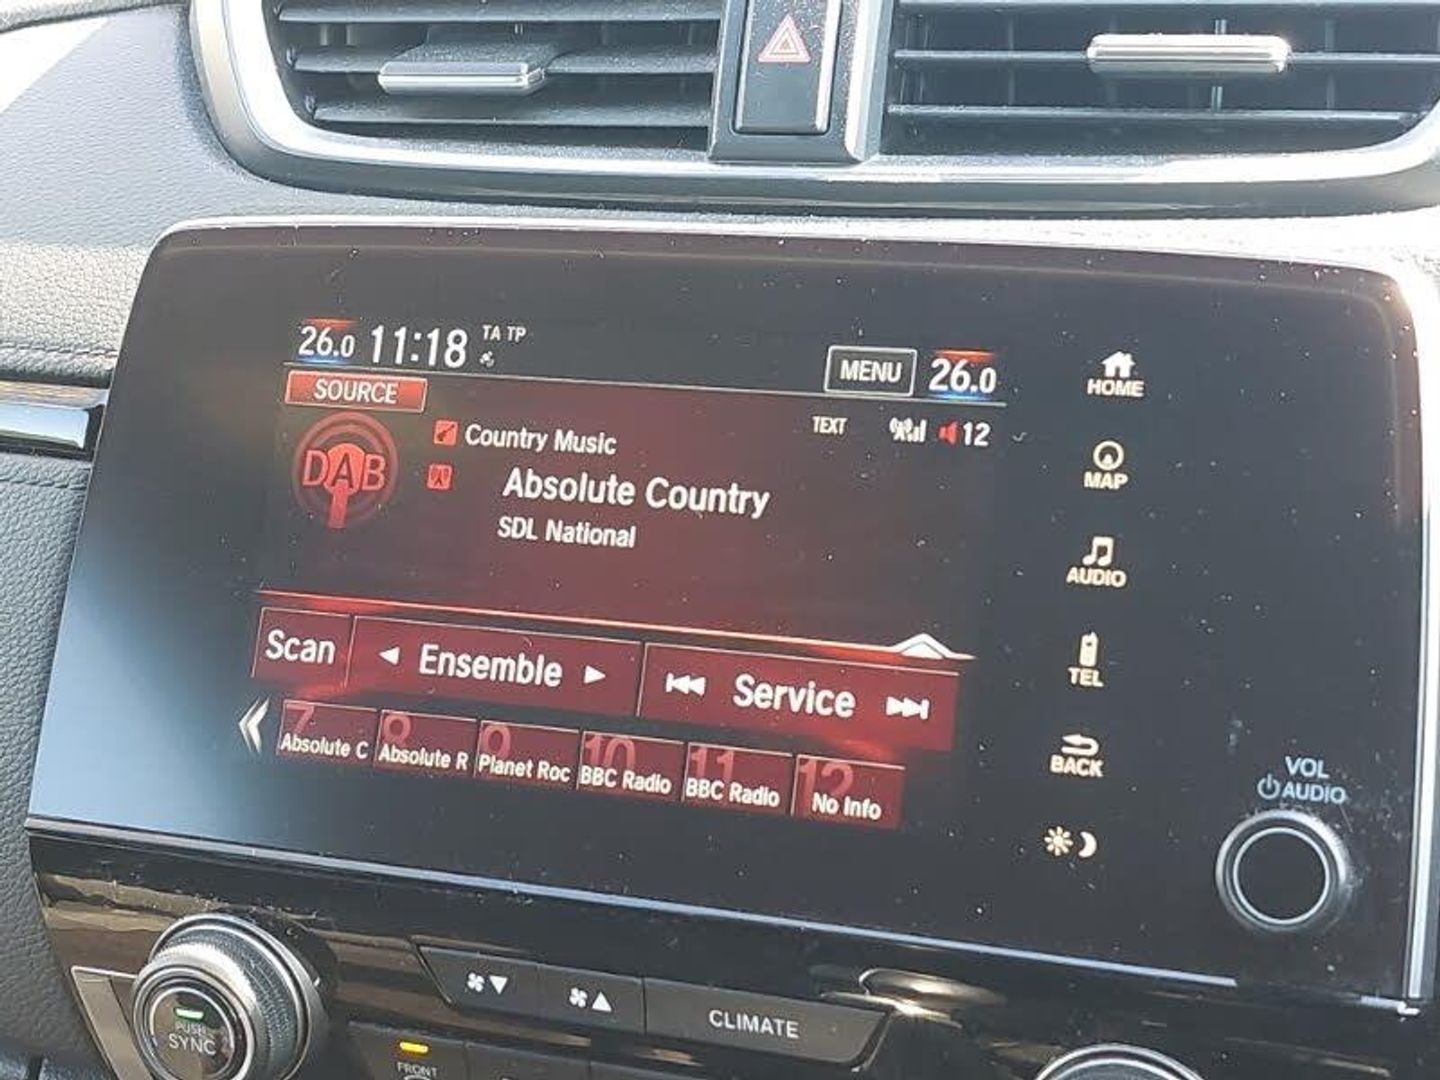 26.0 11:18 TA TP
MENU 26.0
SOURCE
DAB
Country Music
TEXT 12
Absolute Country
SDL National
Scan ◄ Ensemble ► Service
7 Absolute C
8 Absolute R
9 Planet Roc
10 BBC Radio
11 BBC Radio
12 No Info
HOME
MAP
AUDIO
TEL
BACK
VOL
AUDIO
PUSH
SYNC
CLIMATE
FRONT